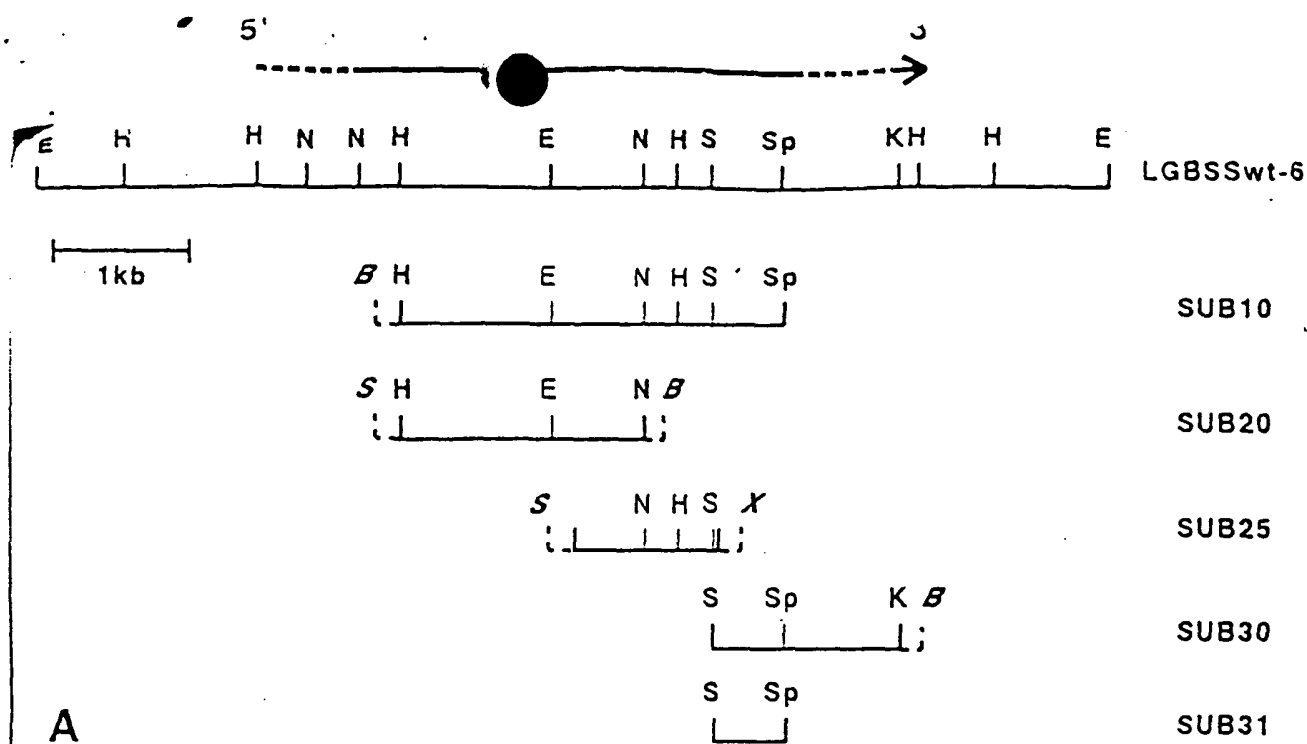 5'
E H H N N H E N H S Sp K H H E
LGBSSwt-6
1kb
B H E N H S Sp
SUB10
S H E N B
SUB20
S N H S X
SUB25
S Sp K B
SUB30
S Sp
SUB31
A